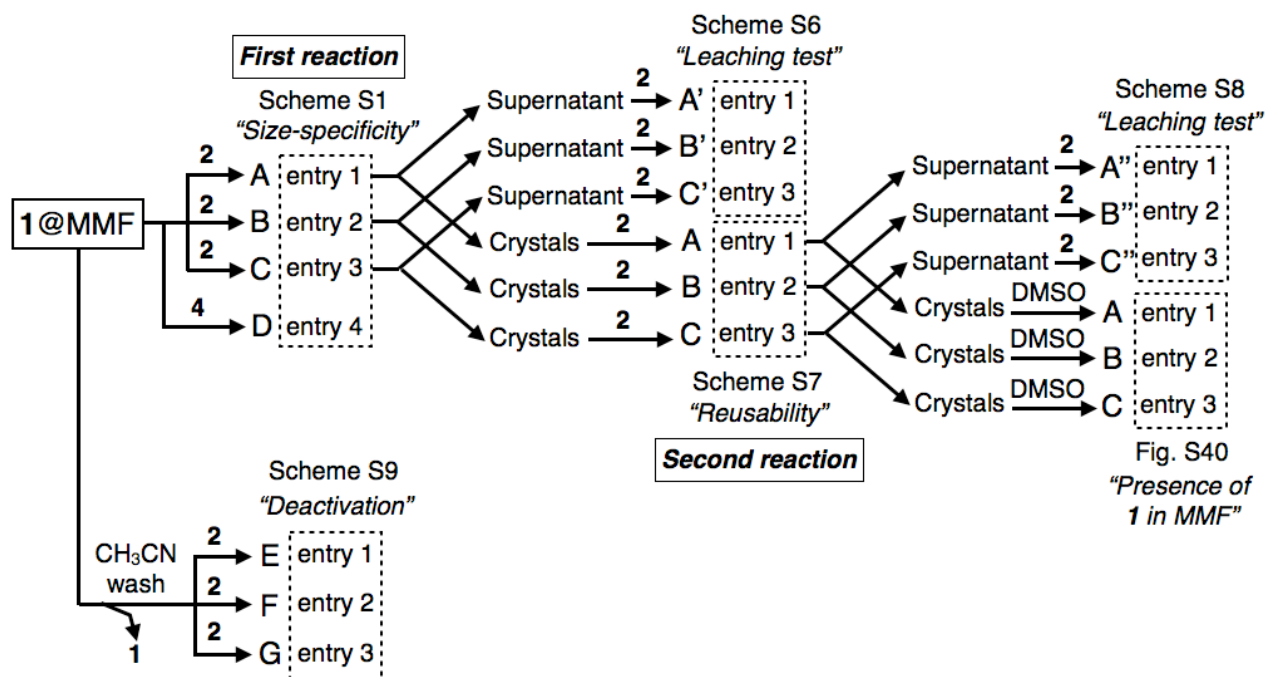 First reaction
Scheme S1
"Size-specificity"
1@MMF
2 A entry 1
2 B entry 2
2 C entry 3
4 D entry 4
Scheme S6
"Leaching test"
Supernatant 2 A' entry 1
Supernatant 2 B' entry 2
Supernatant 2 C' entry 3
Crystals 2 A entry 1
Crystals 2 B entry 2
Crystals 2 C entry 3
Scheme S7
"Reusability"
Second reaction
Scheme S8
"Leaching test"
Supernatant 2 A" entry 1
Supernatant 2 B" entry 2
Supernatant 2 C" entry 3
Crystals DMSO A entry 1
Crystals DMSO B entry 2
Crystals DMSO C entry 3
Fig. S40
"Presence of
1 in MMF"
Scheme S9
"Deactivation"
CH₃CN
wash
1
2 E entry 1
2 F entry 2
2 G entry 3